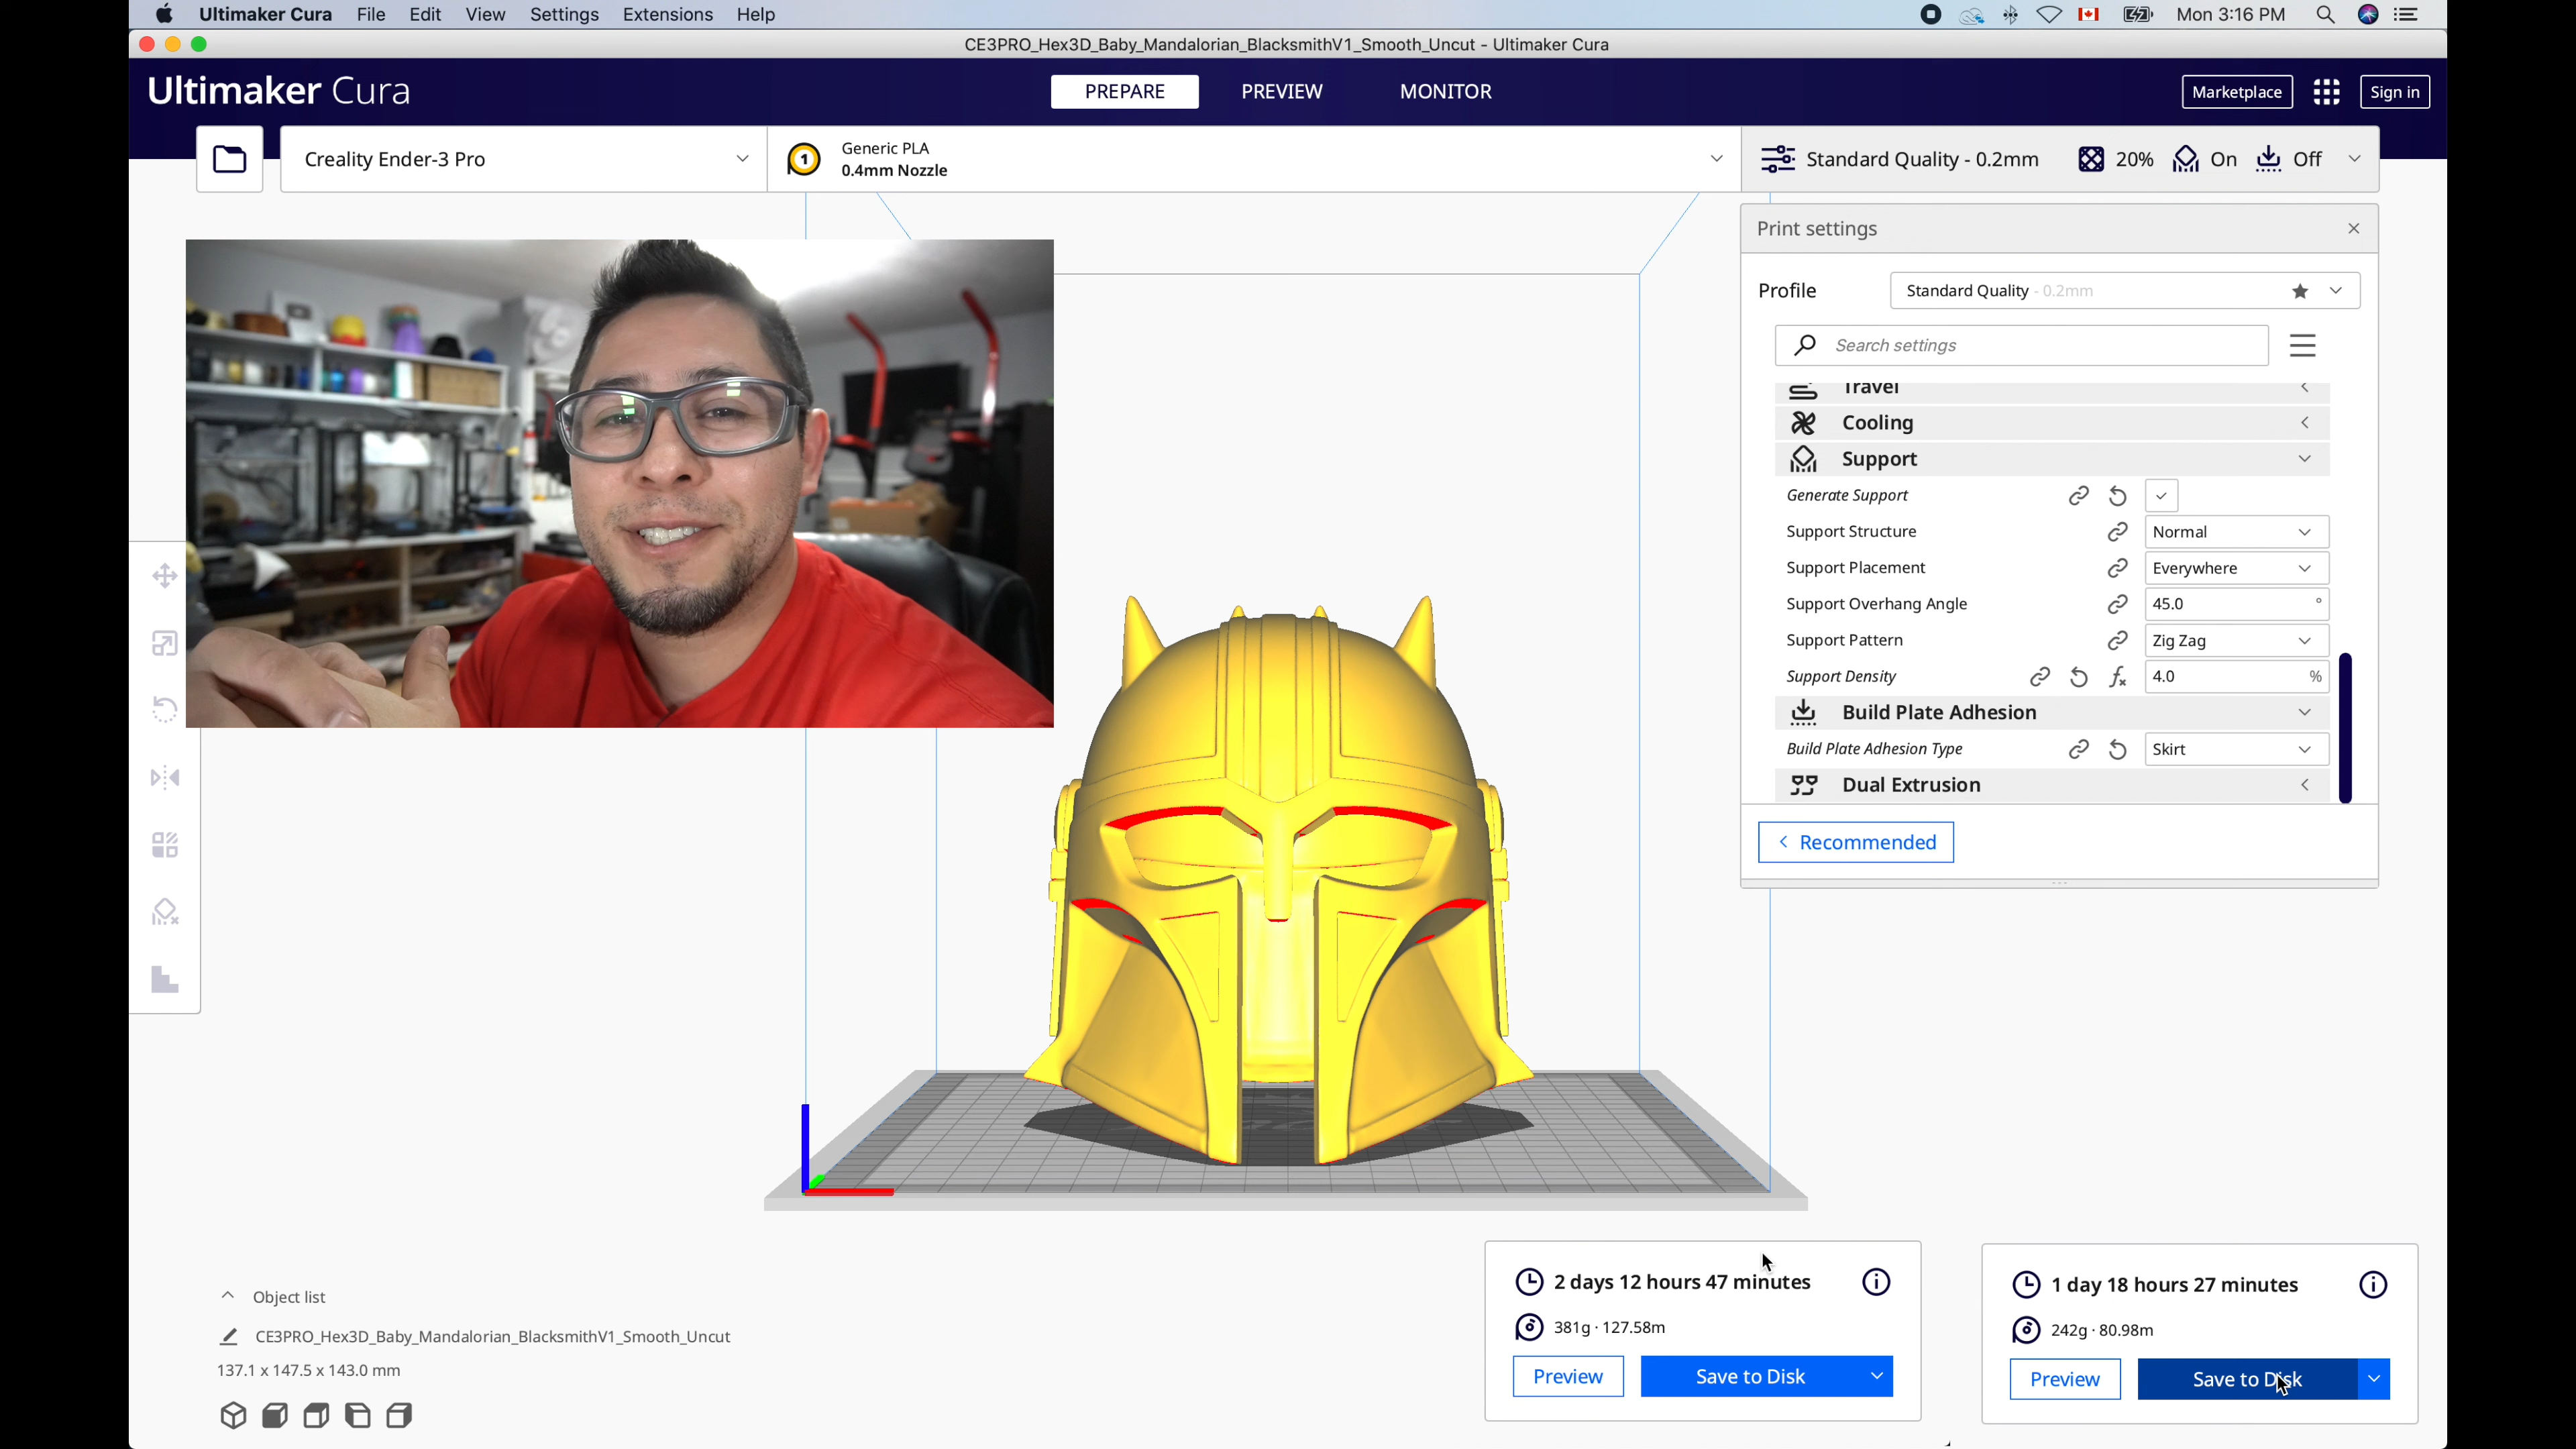 Ultimaker Cura File Edit View Settings Extensions Help Mon 3:16 PM
CE3PRO_Hex3D_Baby_Mandalorian_BlacksmithV1_Smooth_Uncut - Ultimaker Cura
Ultimaker Cura PREPARE PREVIEW MONITOR Marketplace Sign in
Creality Ender-3 Pro
1
Generic PLA
0.4mm Nozzle
Standard Quality - 0.2mm 20% On Off
Print settings
Profile Standard Quality - 0.2mm
Search settings
Travel
Cooling
Support
Generate Support
Support Structure Normal
Support Placement Everywhere
Support Overhang Angle 45.0 °
Support Pattern Zig Zag
Support Density 4.0 %
Build Plate Adhesion
Build Plate Adhesion Type Skirt
Dual Extrusion
Recommended
Object list
CE3PRO_Hex3D_Baby_Mandalorian_BlacksmithV1_Smooth_Uncut
137.1 x 147.5 x 143.0 mm
2 days 12 hours 47 minutes
381g · 127.58m
Preview Save to Disk
1 day 18 hours 27 minutes
242g · 80.98m
Preview Save to Disk